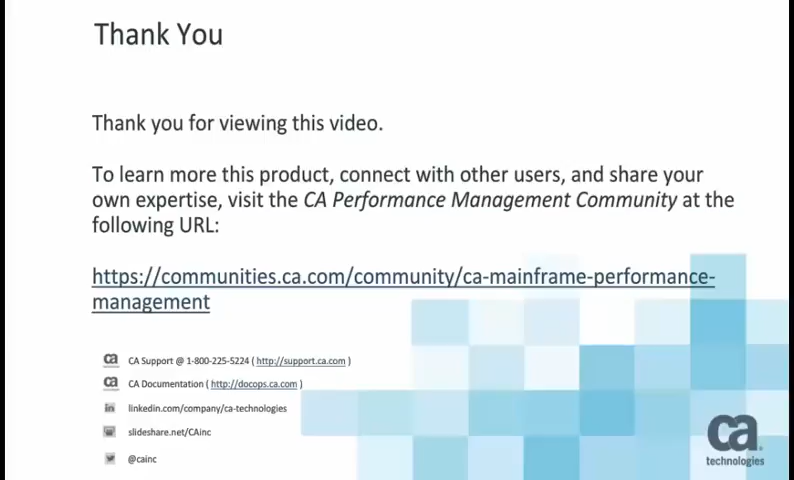 Thank You
Thank you for viewing this video.
To learn more this product, connect with other users, and share your
own expertise, visit the CA Performance Management Community at the
following URL:
https://communities.ca.com/community/ca-mainframe-performance-
management
ca CA Support @ 1-800-225-5224 ( http://support.ca.com )
ca CA Documentation ( http://docops.ca.com )
in linkedin.com/company/ca-technologies
slideshare.net/CAinc
@cainc
ca
technologies